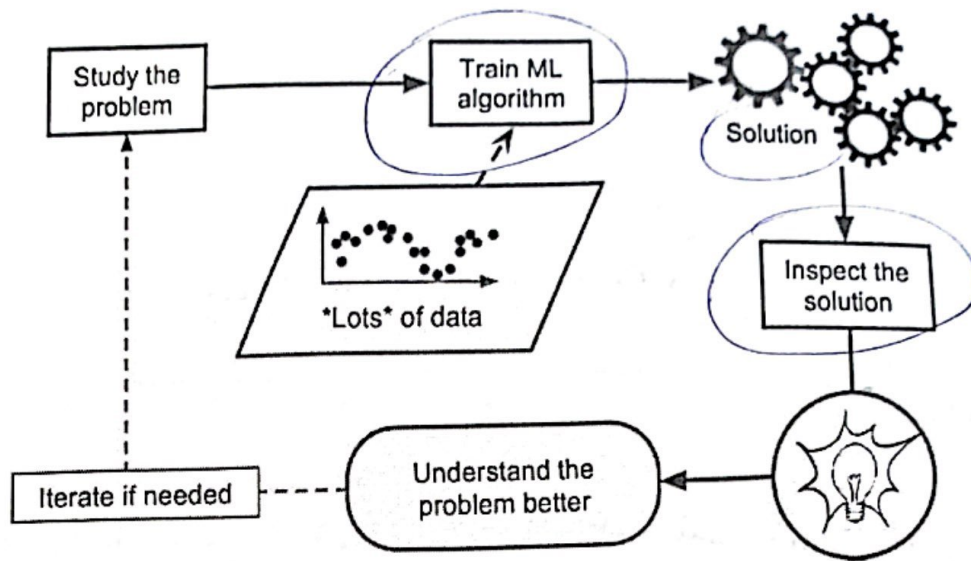 Study the
problem
Train ML
algorithm
Solution
*Lots* of data
Inspect the
solution
Understand the
problem better
Iterate if needed